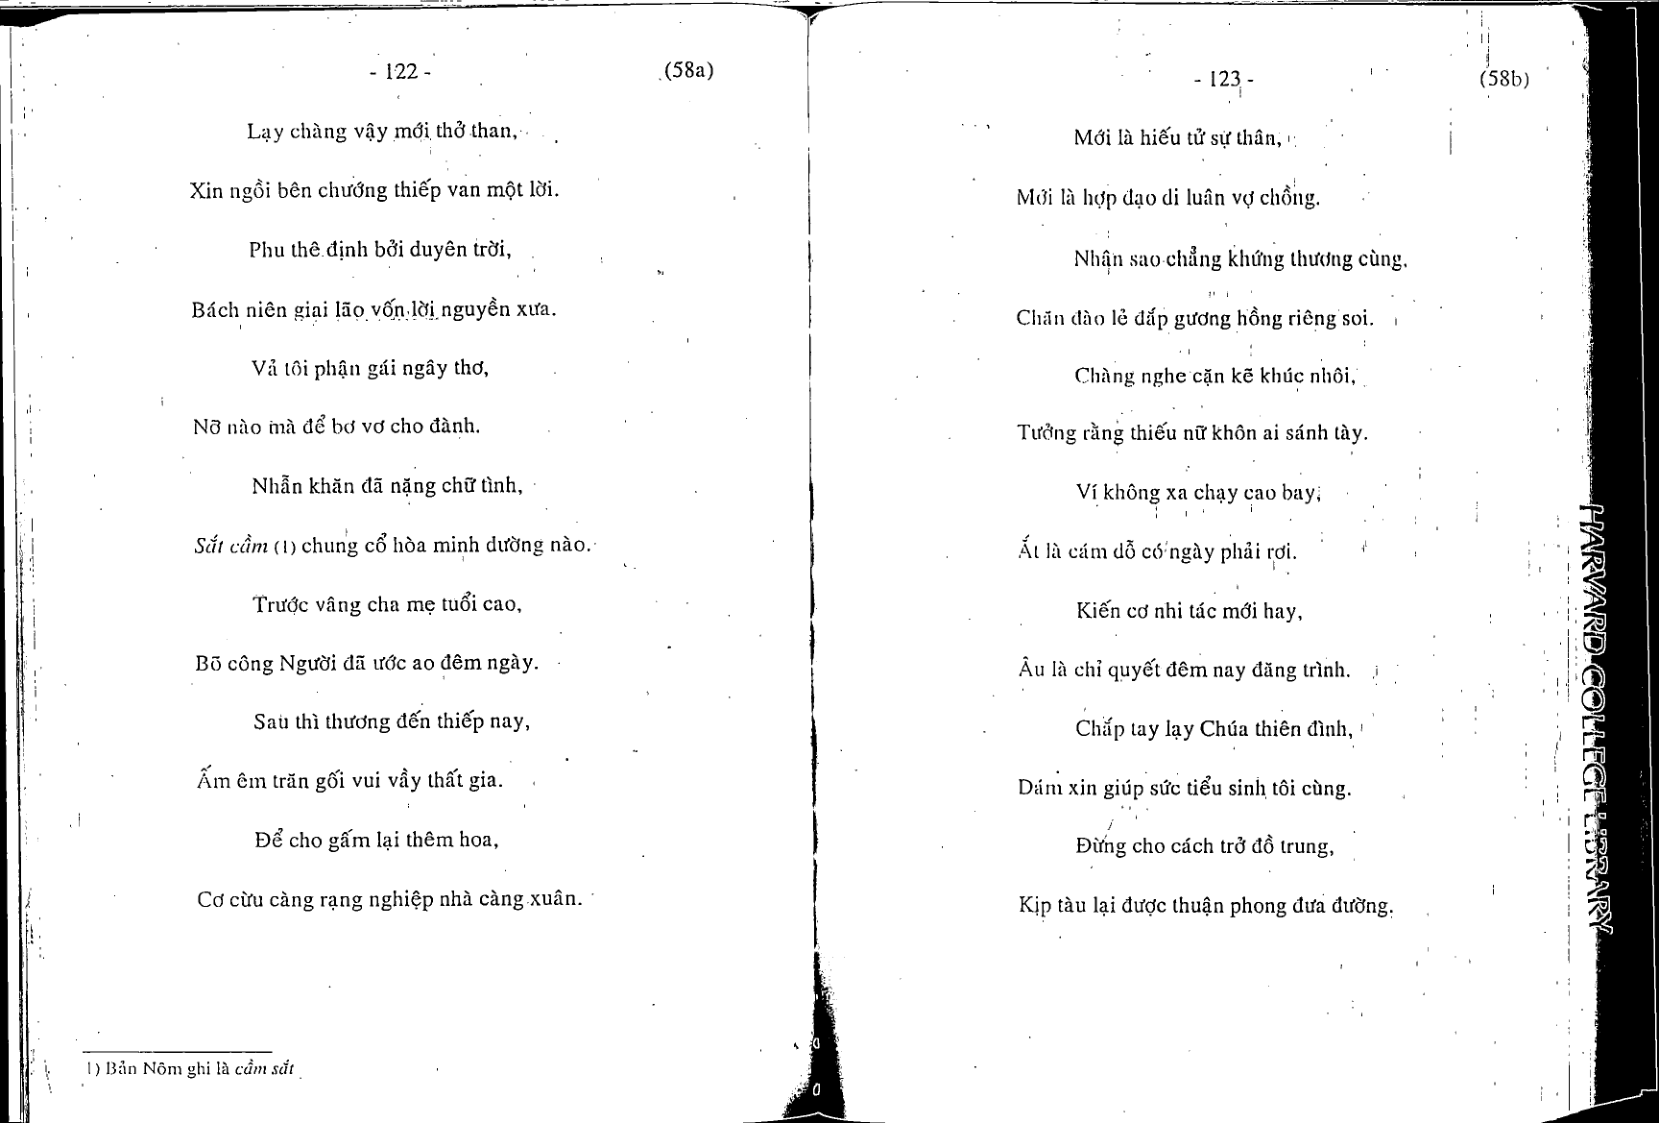 - 122 - (58a)
Lạy chàng vậy mới thở than,
Xin ngồi bên chướng thiếp van một lời.
Phu thê định bởi duyên trời,
Bách niên giai lão vốn lời nguyền xưa.
Vả tôi phận gái ngây thơ,
Nỡ nào mà để bơ vơ cho đành.
Nhẫn khăn đã nặng chữ tình,
Sắt cầm (1) chung cổ hòa minh dường nào.
Trước vâng cha mẹ tuổi cao,
Bõ công Người đã ước ao đêm ngày.
Sau thì thương đến thiếp nay,
Ấm êm trăn gối vui vầy thất gia.
Để cho gấm lại thêm hoa,
Cơ cừu càng rạng nghiệp nhà càng xuân.
1) Bản Nôm ghi là cầm sắt
- 123 - (58b)
Mới là hiếu tử sự thân,
Mới là hợp đạo di luân vợ chồng.
Nhận sao chẳng khứng thương cùng,
Chăn đào lẻ đắp gương hồng riêng soi.
Chàng nghe cặn kẽ khúc nhôi,
Tưởng rằng thiếu nữ khôn ai sánh tày.
Ví không xa chạy cao bay,
Ắt là cám dỗ có ngày phải rơi.
Kiến cơ nhi tác mới hay,
Âu là chỉ quyết đêm nay đăng trình.
Chắp tay lạy Chúa thiên đình,
Dám xin giúp sức tiểu sinh tôi cùng.
Đừng cho cách trở đồ trung,
Kịp tàu lại được thuận phong đưa đường.
HARVARD COLLEGE LIBRARY